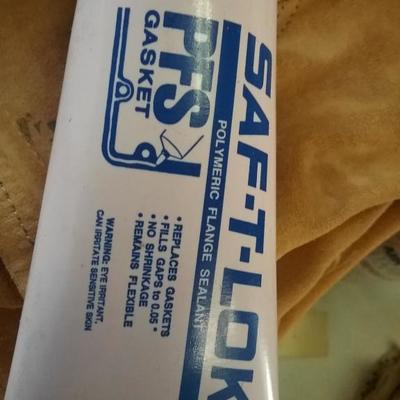 SAF-T-LOK
POLYMERIC FLANGE SEALANT
PFS
GASKET
• REPLACES GASKETS
• FILLS GAPS to 0.05"
• NO SHRINKAGE
• REMAINS FLEXIBLE
WARNING: EYE IRRITANT,
CAN IRRITATE SENSITIVE SKIN